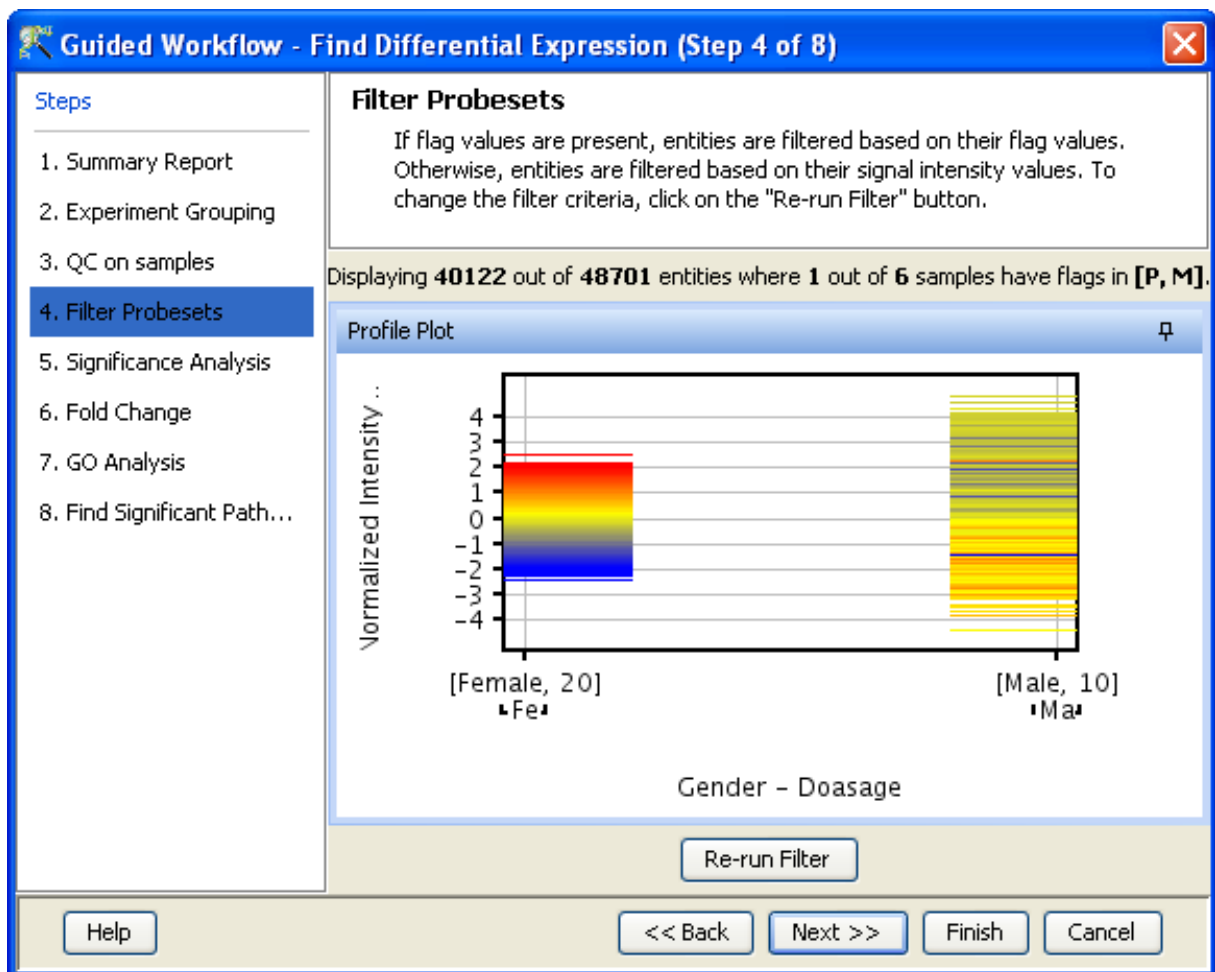 Guided Workflow - Find Differential Expression (Step 4 of 8)
Steps
1. Summary Report
2. Experiment Grouping
3. QC on samples
4. Filter Probesets
5. Significance Analysis
6. Fold Change
7. GO Analysis
8. Find Significant Path...
Filter Probesets
If flag values are present, entities are filtered based on their flag values.
Otherwise, entities are filtered based on their signal intensity values. To
change the filter criteria, click on the "Re-run Filter" button.
Displaying 40122 out of 48701 entities where 1 out of 6 samples have flags in [P, M].
Profile Plot
Normalized Intensity ..
4
3
2
1
0
-1
-2
-3
-4
[Female, 20]
[Male, 10]
Fe
Ma
Gender - Doasage
Re-run Filter
Help
<< Back
Next >>
Finish
Cancel